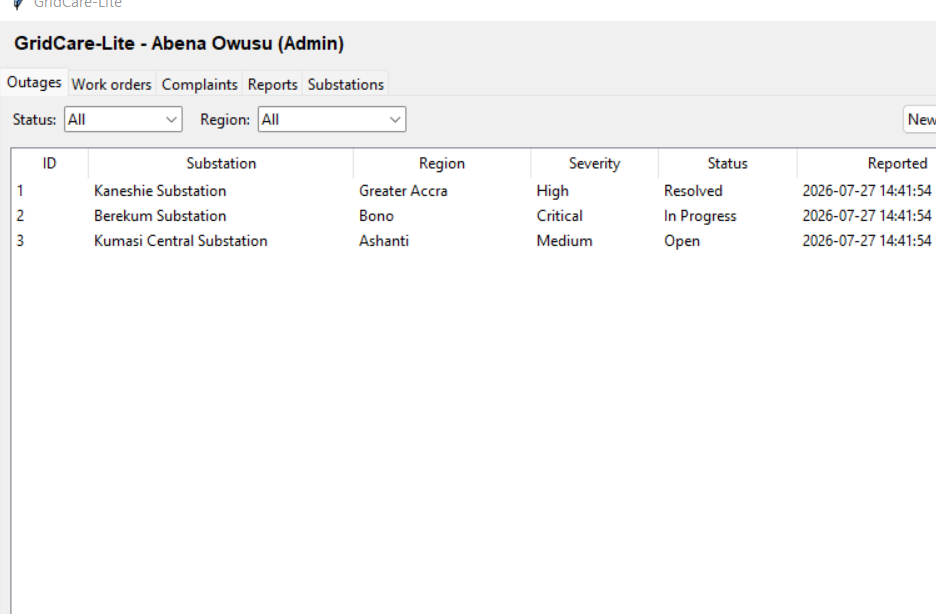 GridCare-Lite
GridCare-Lite - Abena Owusu (Admin)
Outages Work orders Complaints Reports Substations
Status: All Region: All New
ID Substation Region Severity Status Reported
1 Kaneshie Substation Greater Accra High Resolved 2026-07-27 14:41:54
2 Berekum Substation Bono Critical In Progress 2026-07-27 14:41:54
3 Kumasi Central Substation Ashanti Medium Open 2026-07-27 14:41:54